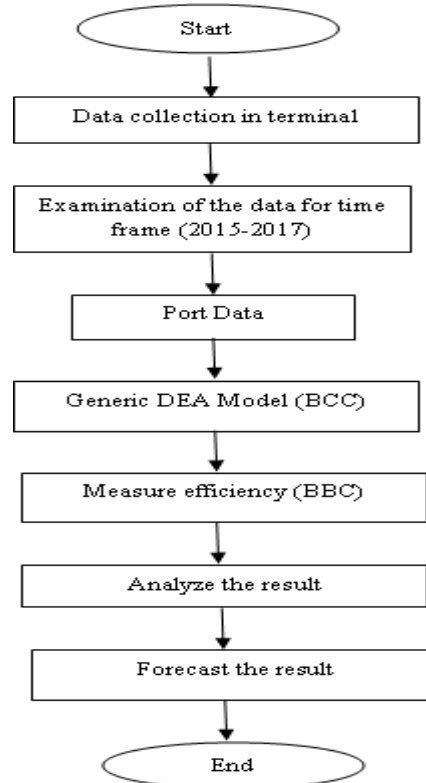 Start
Data collection in terminal
Examination of the data for time
frame (2015-2017)
Port Data
Generic DEA Model (BCC)
Measure efficiency (BBC)
Analyze the result
Forecast the result
End